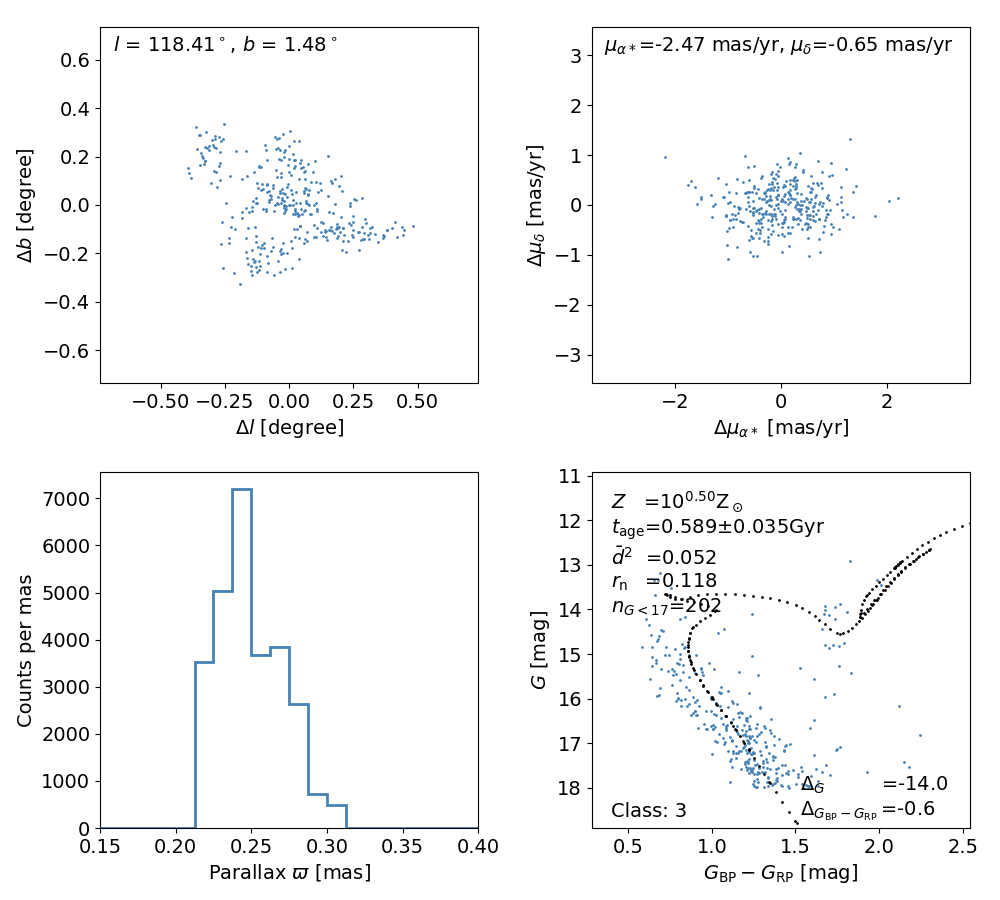 l = 118.41°, b = 1.48°
0.6
0.4
0.2
0.0
−0.2
−0.4
−0.6
Δb [degree]
−0.50 −0.25 0.00 0.25 0.50
Δl [degree]
μα*=-2.47 mas/yr, μδ=-0.65 mas/yr
3
2
1
0
−1
−2
−3
Δμδ [mas/yr]
−2 0 2
Δμα* [mas/yr]
7000
6000
5000
4000
3000
2000
1000
0
Counts per mas
0.15 0.20 0.25 0.30 0.35 0.40
Parallax ϖ [mas]
11
12
13
14
15
16
17
18
G [mag]
Z =10^0.50 Z⊙
t_age=0.589±0.035Gyr
d̄² =0.052
r_n =0.118
n_G<17=202
Δ_G =-14.0
Δ_GBP−GRP =-0.6
Class: 3
0.5 1.0 1.5 2.0 2.5
G_BP − G_RP [mag]